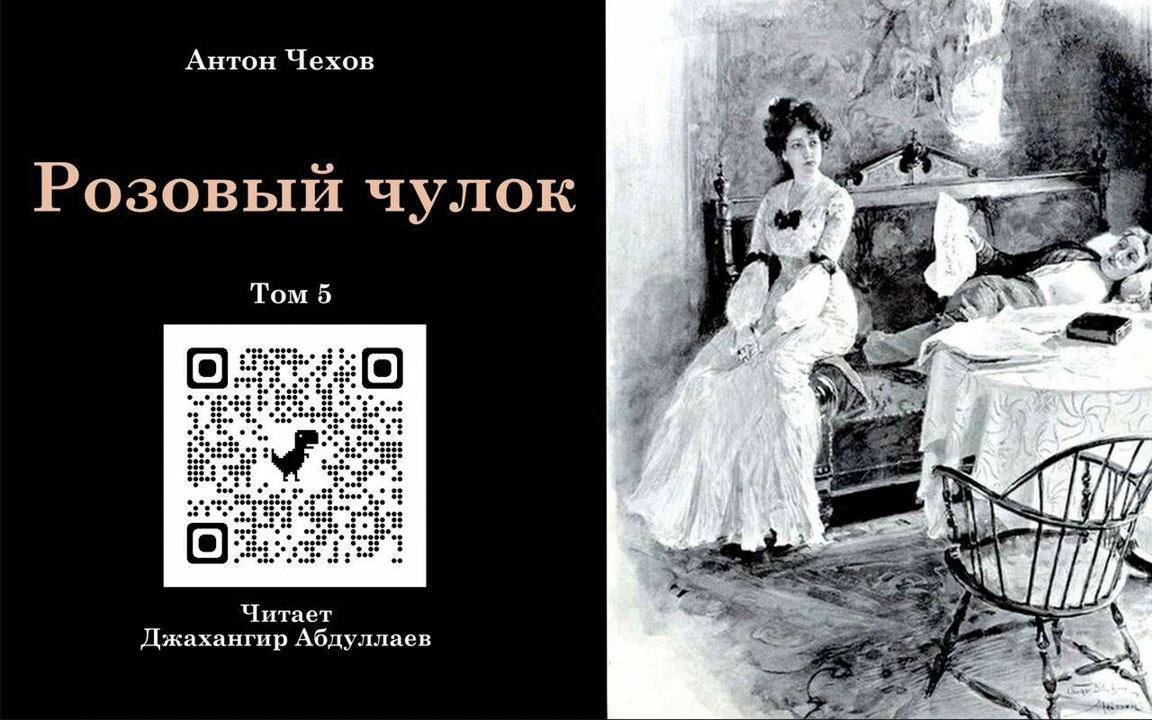 Антон Чехов
Розовый чулок
Том 5
Читает
Джахангир Абдуллаев